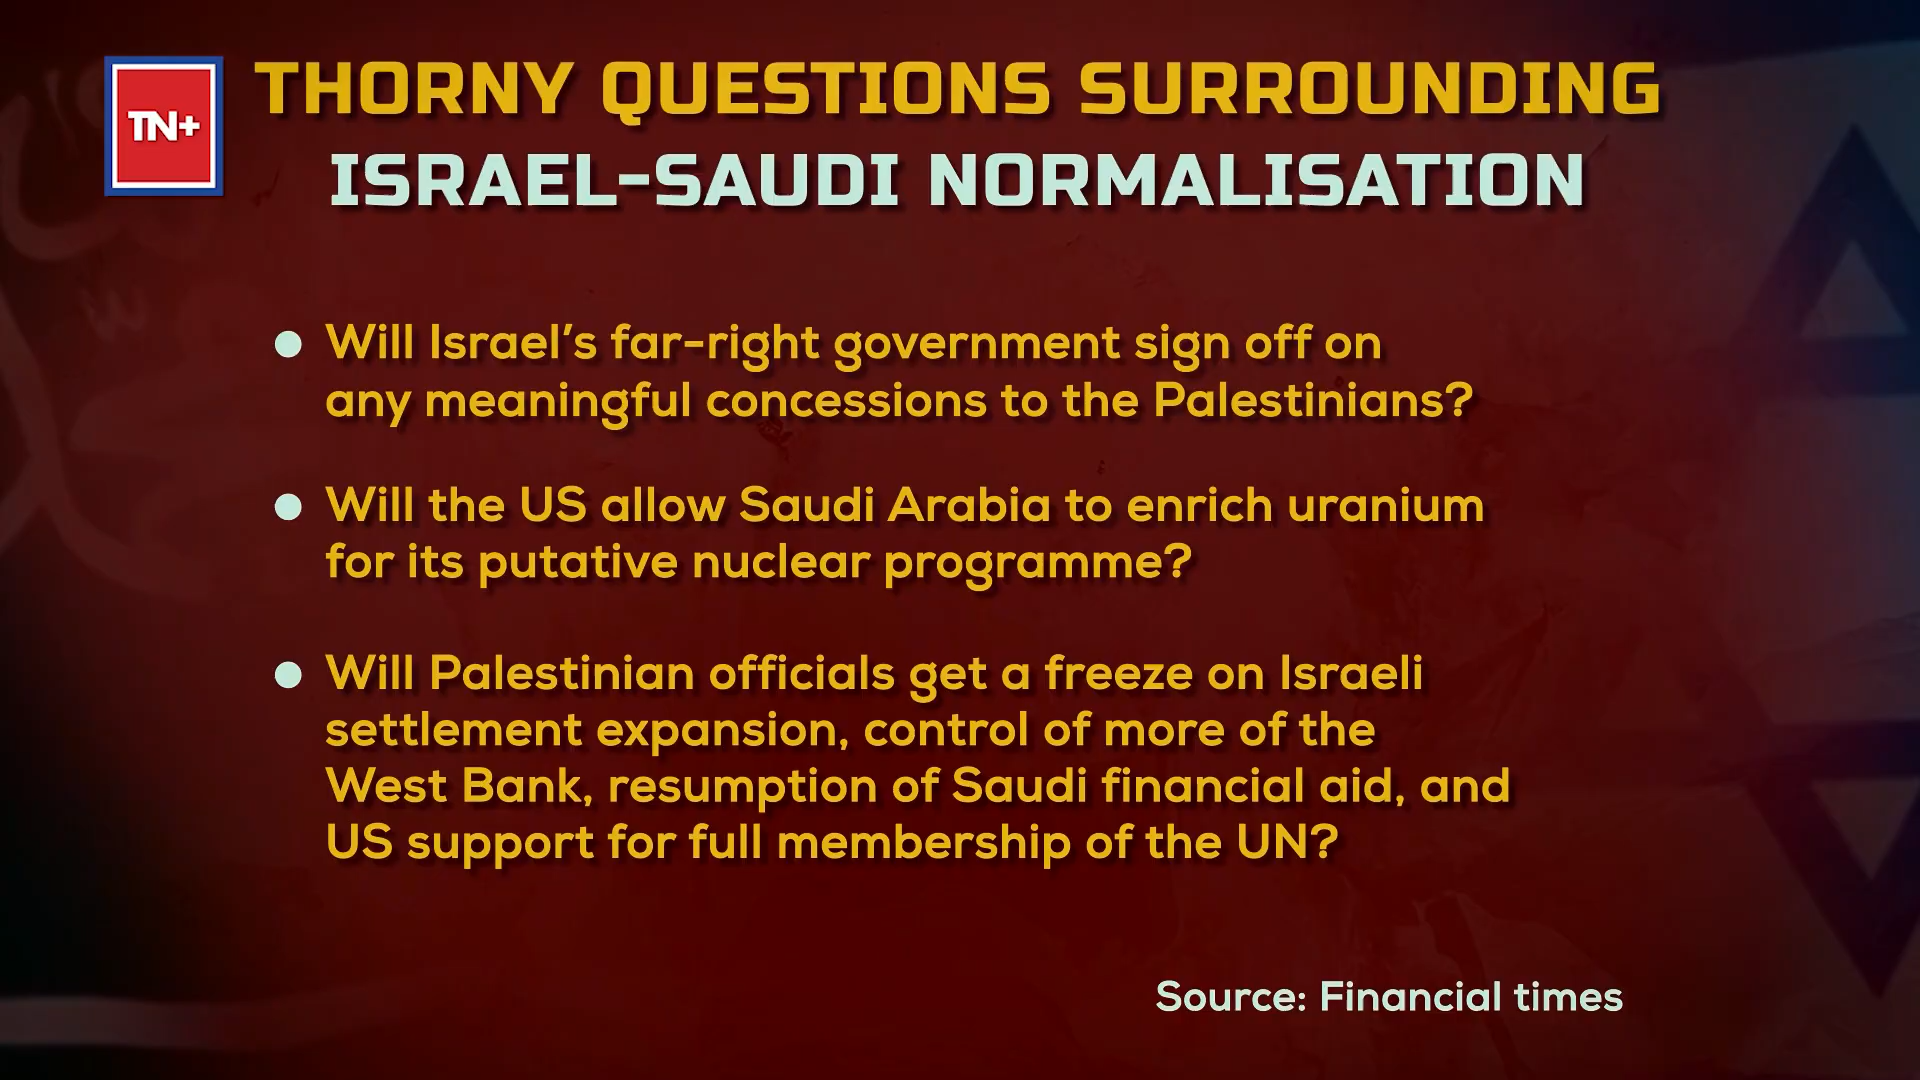 TN+
THORNY QUESTIONS SURROUNDING
ISRAEL-SAUDI NORMALISATION
Will Israel's far-right government sign off on
any meaningful concessions to the Palestinians?
Will the US allow Saudi Arabia to enrich uranium
for its putative nuclear programme?
Will Palestinian officials get a freeze on Israeli
settlement expansion, control of more of the
West Bank, resumption of Saudi financial aid, and
US support for full membership of the UN?
Source: Financial times